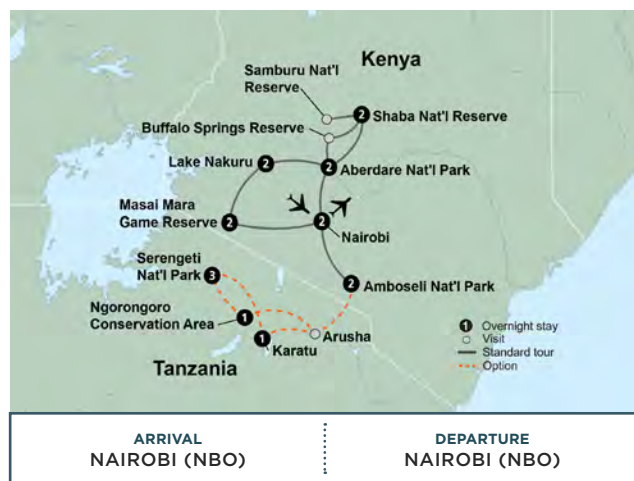 Kenya
Samburu Nat'l
Reserve
2 Shaba Nat'l Reserve
Buffalo Springs Reserve
Lake Nakuru 2
2 Aberdare Nat'l Park
Masai Mara
Game Reserve 2
2
Nairobi
Serengeti
Nat'l Park 3
2 Amboseli Nat'l Park
Ngorongoro
Conservation Area 1
1
Karatu
Arusha
Tanzania
1 Overnight stay
Visit
Standard tour
Option
ARRIVAL
NAIROBI (NBO)
DEPARTURE
NAIROBI (NBO)